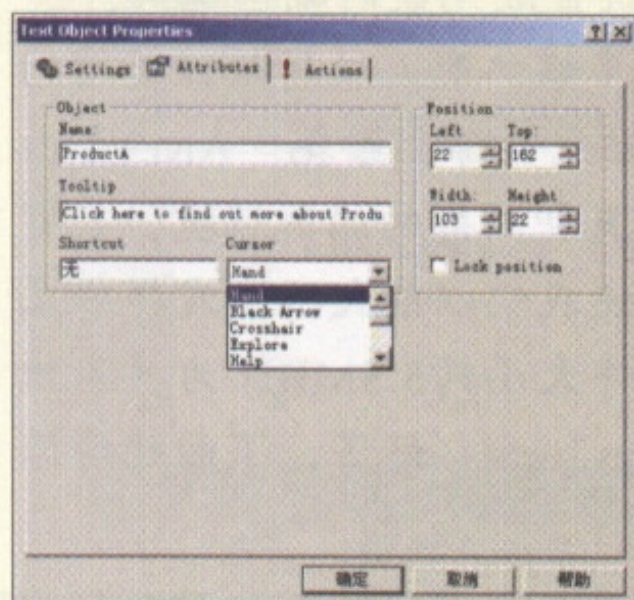 Text Object Properties
Settings Attributes Actions
Object
Name:
ProductA
Tooltip
Click here to find out more about Produ
Shortcut Cursor
无 Hand
Hand
Black Arrow
Crosshair
Explore
Help
Position
Left Top:
22 162
Width: Height
103 22
Lock position
确定 取消 帮助